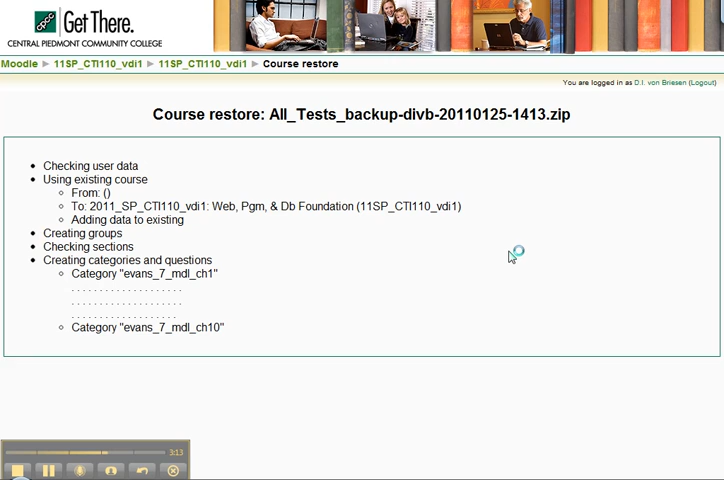 cpcc Get There.
CENTRAL PIEDMONT COMMUNITY COLLEGE
Moodle ► 11SP_CTI110_vdi1 ► 11SP_CTI110_vdi1 ► Course restore
You are logged in as D.I. von Briesen (Logout)
Course restore: All_Tests_backup-divb-20110125-1413.zip
Checking user data
Using existing course
From: ()
To: 2011_SP_CTI110_vdi1: Web, Pgm, & Db Foundation (11SP_CTI110_vdi1)
Adding data to existing
Creating groups
Checking sections
Creating categories and questions
Category "evans_7_mdl_ch1"
. . . . . . . . . . . . . . . . . . . .
. . . . . . . . . . . . . . . . . . . .
. . . . . . . . . . . . . . . . . . .
Category "evans_7_mdl_ch10"
3:13